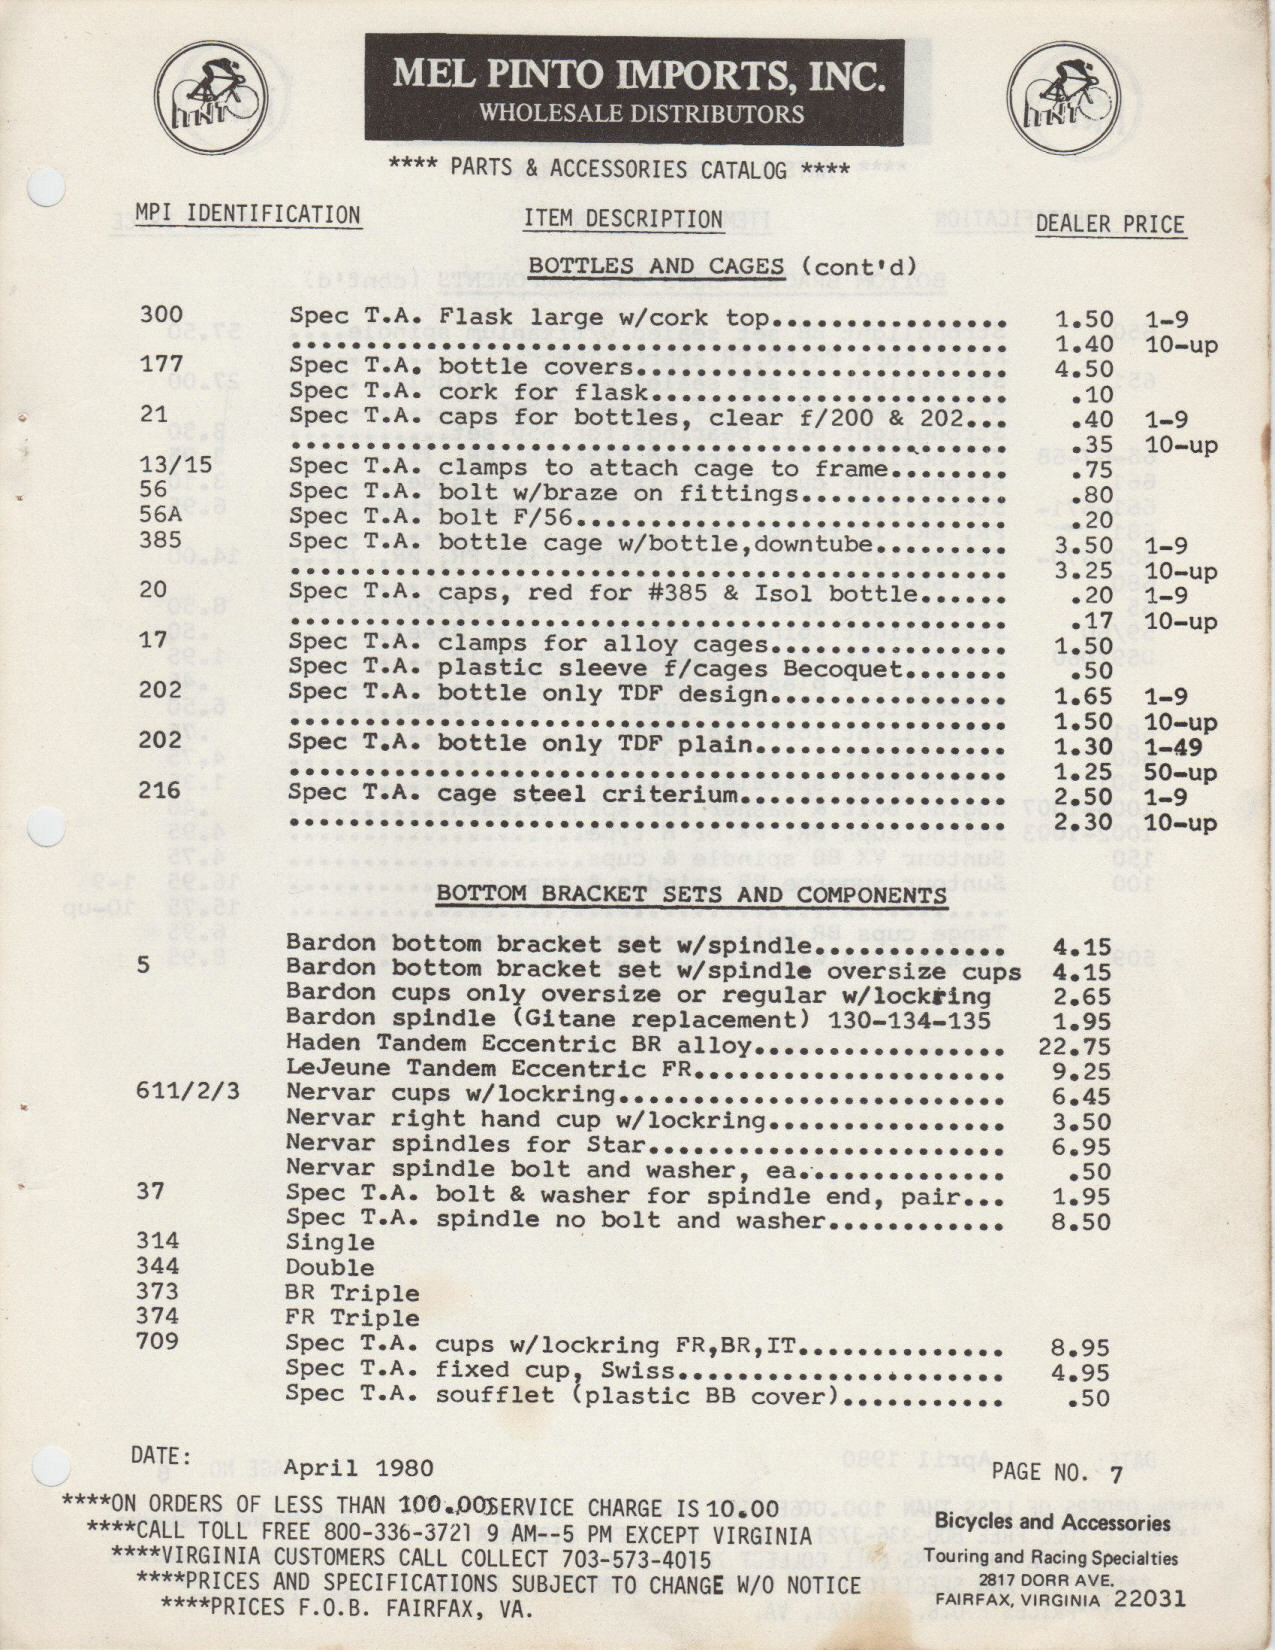 MEL PINTO IMPORTS, INC.
WHOLESALE DISTRIBUTORS
**** PARTS & ACCESSORIES CATALOG ****
MPI IDENTIFICATION ITEM DESCRIPTION DEALER PRICE
BOTTLES AND CAGES (cont'd)
300 Spec T.A. Flask large w/cork top................ 1.50 1-9
................................................ 1.40 10-up
177 Spec T.A. bottle covers......................... 4.50
Spec T.A. cork for flask........................ .10
21 Spec T.A. caps for bottles, clear f/200 & 202... .40 1-9
................................................ .35 10-up
13/15 Spec T.A. clamps to attach cage to frame........ .75
56 Spec T.A. bolt w/braze on fittings.............. .80
56A Spec T.A. bolt F/56............................. .20
385 Spec T.A. bottle cage w/bottle,downtube......... 3.50 1-9
................................................ 3.25 10-up
20 Spec T.A. caps, red for #385 & Isol bottle...... .20 1-9
................................................ .17 10-up
17 Spec T.A. clamps for alloy cages................ 1.50
Spec T.A. plastic sleeve f/cages Becoquet....... .50
202 Spec T.A. bottle only TDF design................ 1.65 1-9
................................................ 1.50 10-up
202 Spec T.A. bottle only TDF plain................. 1.30 1-49
................................................ 1.25 50-up
216 Spec T.A. cage steel criterium.................. 2.50 1-9
................................................ 2.30 10-up
BOTTOM BRACKET SETS AND COMPONENTS
Bardon bottom bracket set w/spindle............. 4.15
5 Bardon bottom bracket set w/spindle oversize cups 4.15
Bardon cups only oversize or regular w/lockring 2.65
Bardon spindle (Gitane replacement) 130-134-135 1.95
Haden Tandem Eccentric BR alloy................. 22.75
LeJeune Tandem Eccentric FR..................... 9.25
611/2/3 Nervar cups w/lockring.......................... 6.45
Nervar right hand cup w/lockring................ 3.50
Nervar spindles for Star........................ 6.95
Nervar spindle bolt and washer, ea.............. .50
37 Spec T.A. bolt & washer for spindle end, pair... 1.95
Spec T.A. spindle no bolt and washer............ 8.50
314 Single
344 Double
373 BR Triple
374 FR Triple
709 Spec T.A. cups w/lockring FR,BR,IT.............. 8.95
Spec T.A. fixed cup, Swiss...................... 4.95
Spec T.A. soufflet (plastic BB cover)........... .50
DATE: April 1980 PAGE NO. 7
****ON ORDERS OF LESS THAN 100.00 SERVICE CHARGE IS 10.00
****CALL TOLL FREE 800-336-3721 9 AM--5 PM EXCEPT VIRGINIA
****VIRGINIA CUSTOMERS CALL COLLECT 703-573-4015
****PRICES AND SPECIFICATIONS SUBJECT TO CHANGE W/O NOTICE
****PRICES F.O.B. FAIRFAX, VA.
Bicycles and Accessories
Touring and Racing Specialties
2817 DORR AVE.
FAIRFAX, VIRGINIA 22031